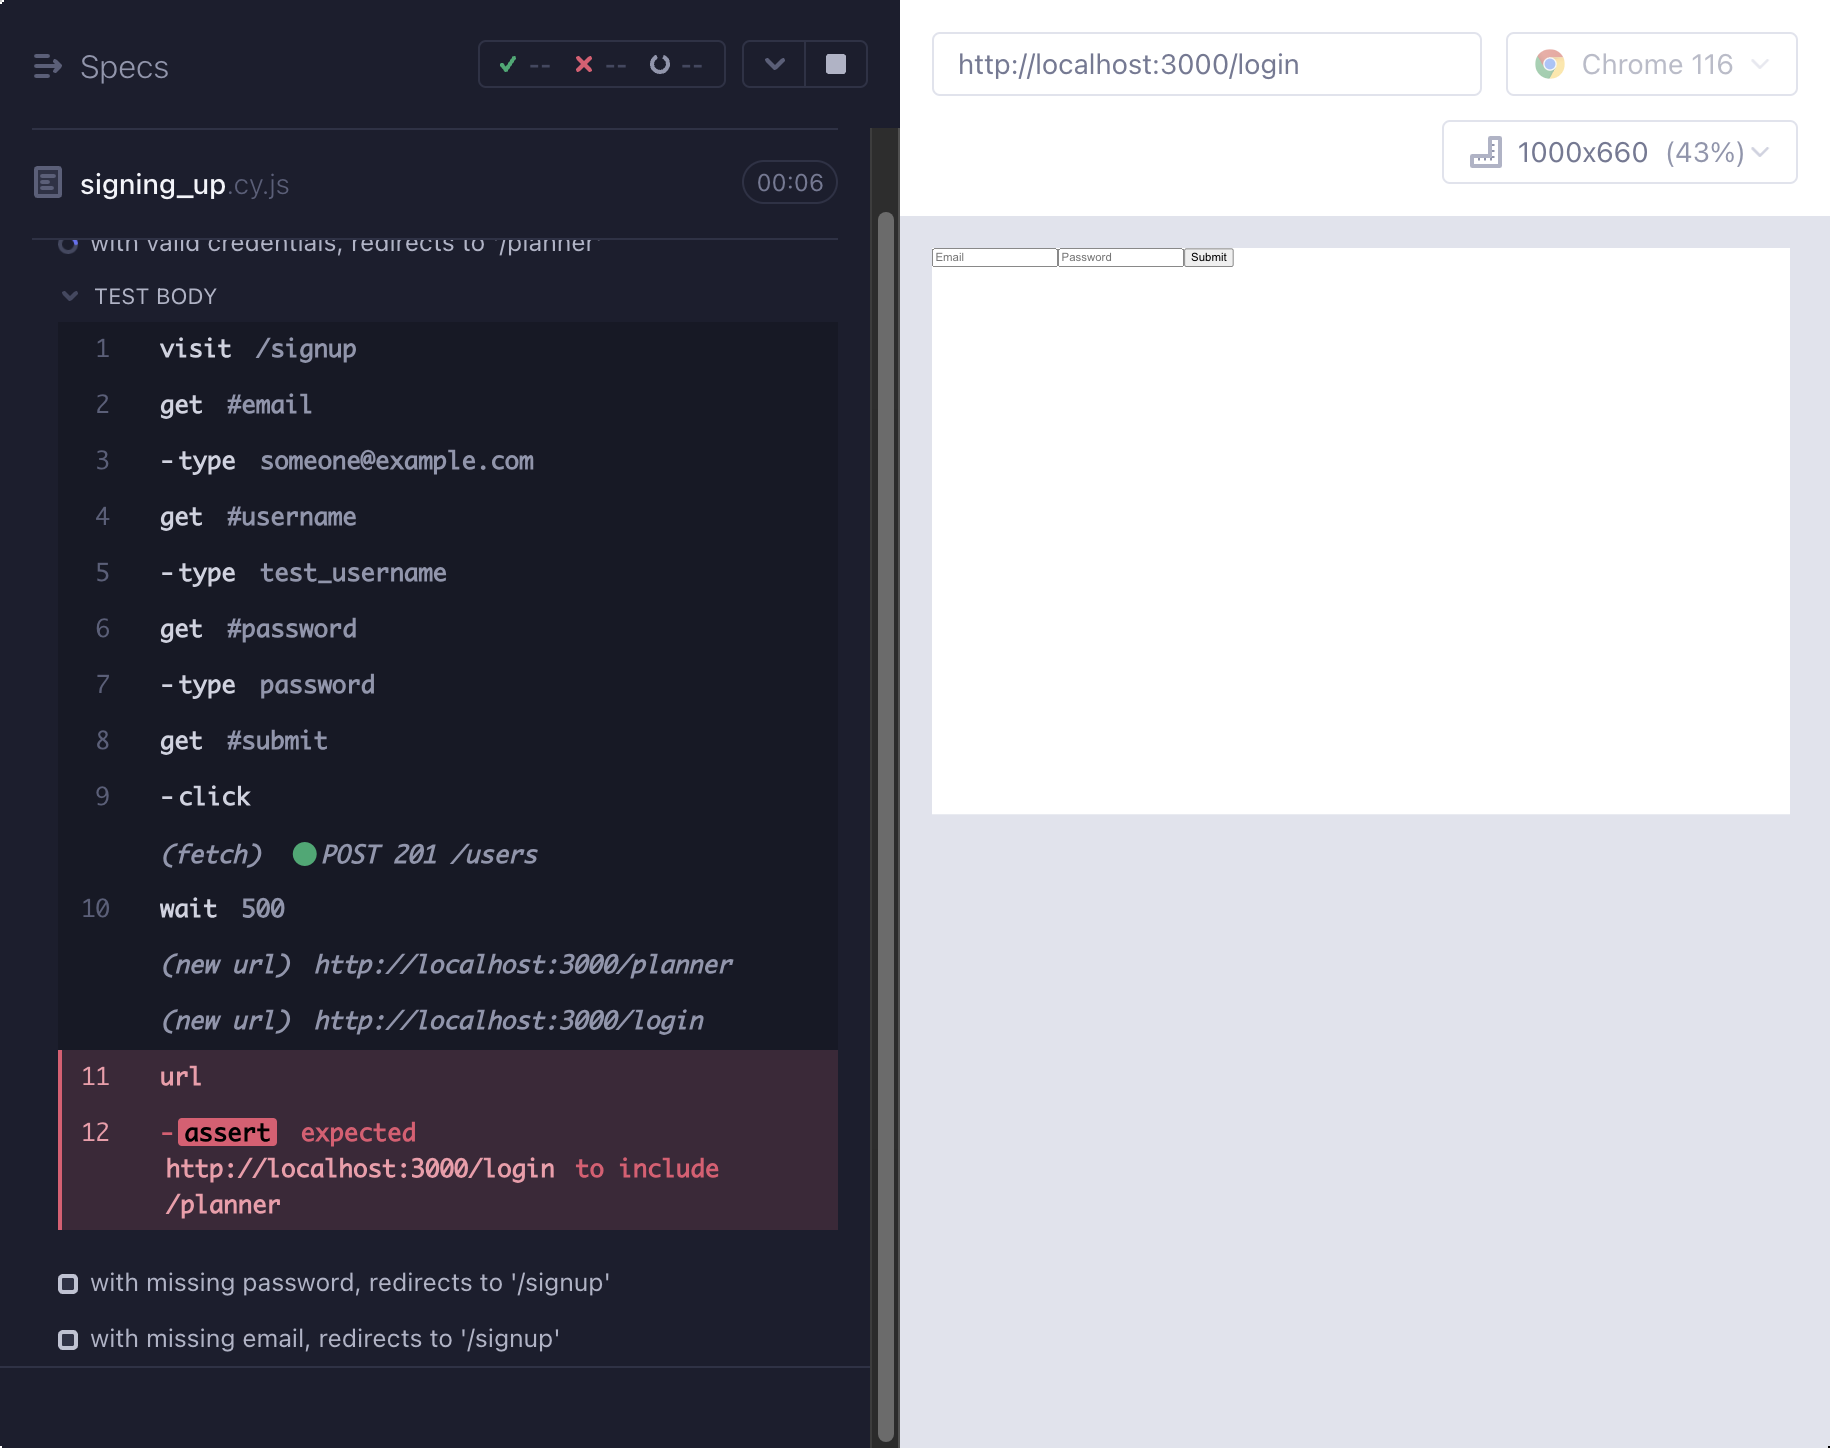 Specs
-- -- --
signing_up.cy.js 00:06
with valid credentials, redirects to '/planner'
TEST BODY
1 visit /signup
2 get #email
3 -type someone@example.com
4 get #username
5 -type test_username
6 get #password
7 -type password
8 get #submit
9 -click
(fetch) POST 201 /users
10 wait 500
(new url) http://localhost:3000/planner
(new url) http://localhost:3000/login
11 url
12 -assert expected
http://localhost:3000/login to include
/planner
with missing password, redirects to '/signup'
with missing email, redirects to '/signup'
http://localhost:3000/login
Chrome 116
1000x660 (43%)
Email Password Submit